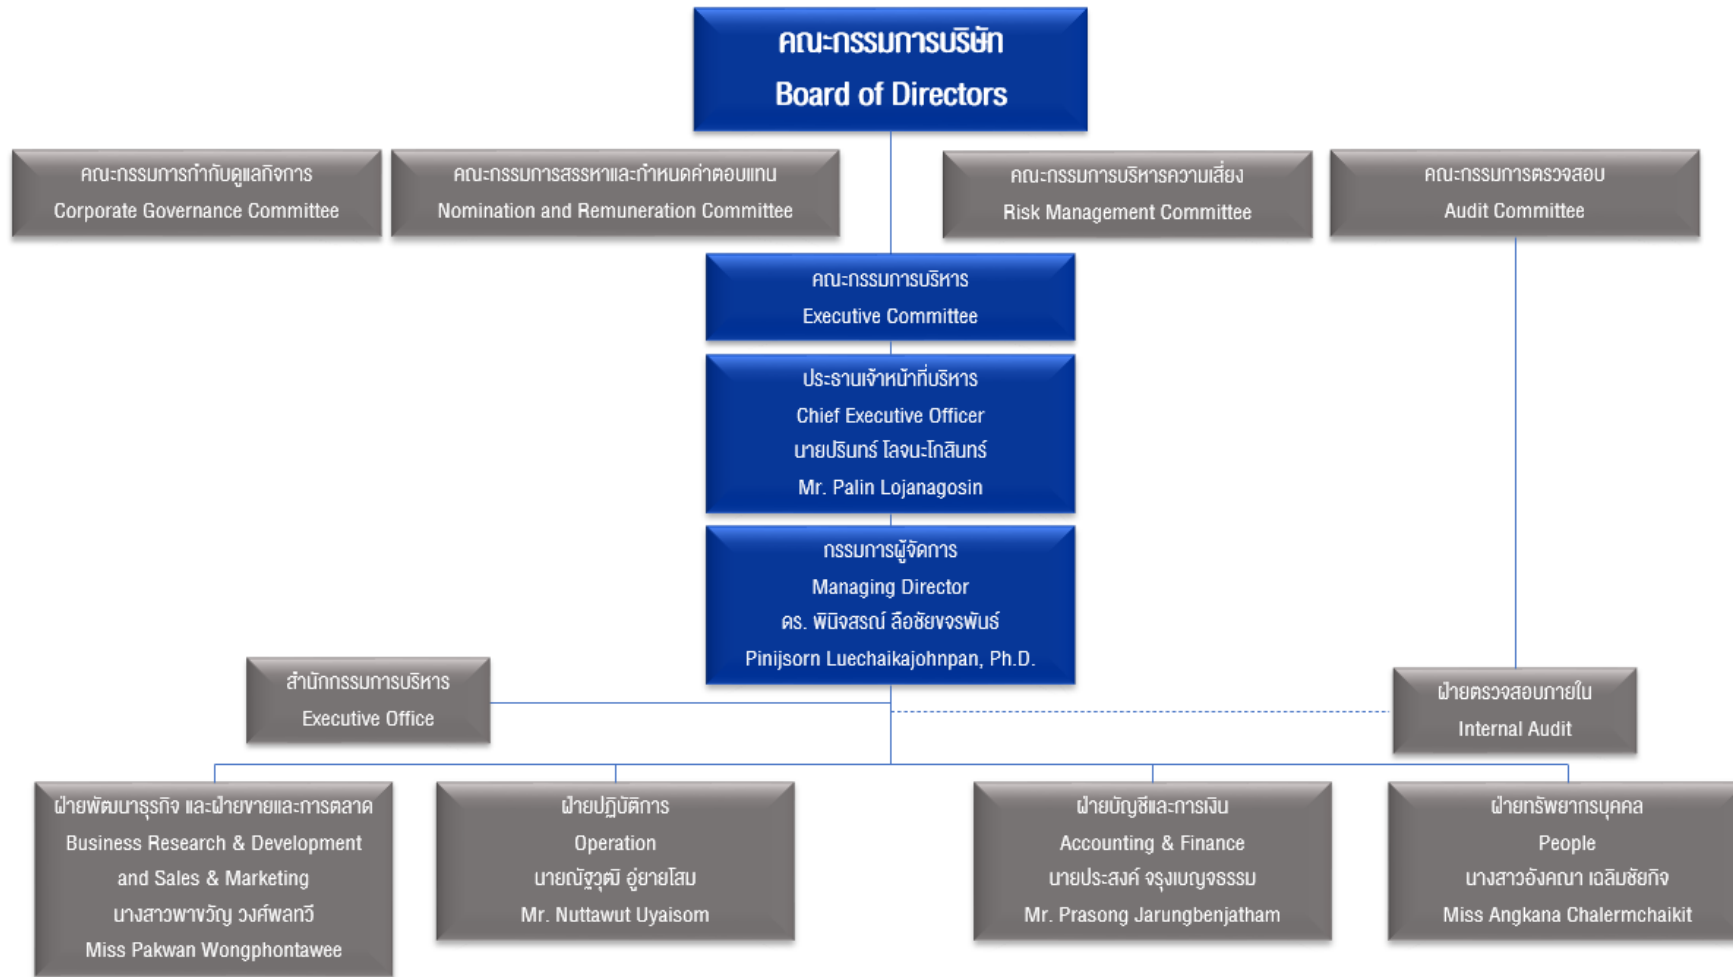 คณะกรรมการบริษัท
Board of Directors
คณะกรรมการกำกับดูแลกิจการ
Corporate Governance Committee
คณะกรรมการสรรหาและกำหนดค่าตอบแทน
Nomination and Remuneration Committee
คณะกรรมการบริหารความเสี่ยง
Risk Management Committee
คณะกรรมการตรวจสอบ
Audit Committee
คณะกรรมการบริหาร
Executive Committee
ประธานเจ้าหน้าที่บริหาร
Chief Executive Officer
นายปรินทร์ โลจนะโกสินทร์
Mr. Palin Lojanagosin
กรรมการผู้จัดการ
Managing Director
ดร. พินิจสรณ์ ลือชัยขจรพันธ์
Pinijsorn Luechaikajohnpan, Ph.D.
สำนักกรรมการบริหาร
Executive Office
ฝ่ายตรวจสอบภายใน
Internal Audit
ฝ่ายพัฒนาธุรกิจ และฝ่ายขายและการตลาด
Business Research & Development
and Sales & Marketing
นางสาวพาขวัญ วงศ์พลทวี
Miss Pakwan Wongphontawee
ฝ่ายปฏิบัติการ
Operation
นายณัฐวุฒิ อู่ยายโสม
Mr. Nuttawut Uyaisom
ฝ่ายบัญชีและการเงิน
Accounting & Finance
นายประสงค์ จรุงเบญจธรรม
Mr. Prasong Jarungbenjatham
ฝ่ายทรัพยากรบุคคล
People
นางสาวอังคณา เฉลิมชัยกิจ
Miss Angkana Chalermchaikit